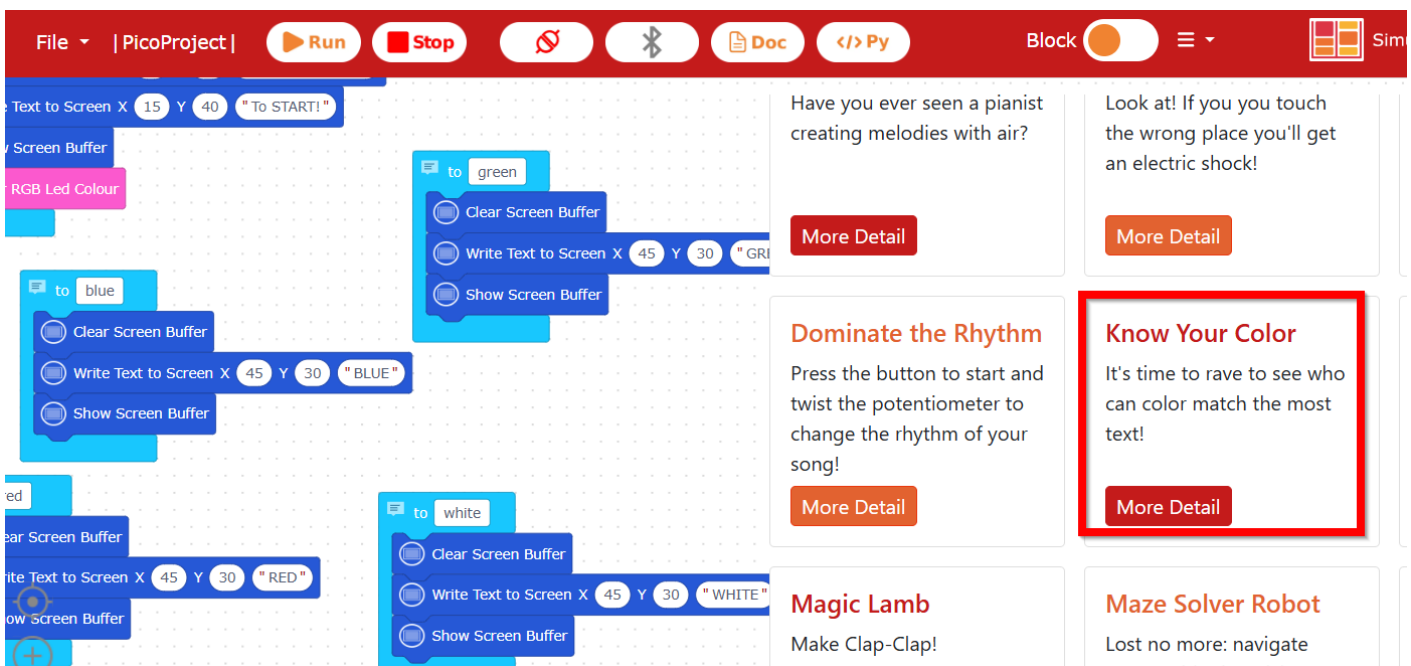 File |PicoProject| Run Stop Doc </> Py Block
Text to Screen X 15 Y 40 "To START!"
Screen Buffer
RGB Led Colour
to blue
Clear Screen Buffer
Write Text to Screen X 45 Y 30 "BLUE"
Show Screen Buffer
Screen Buffer
Text to Screen X 45 Y 30 "RED"
Screen Buffer
to green
Clear Screen Buffer
Write Text to Screen X 45 Y 30
Show Screen Buffer
to white
Clear Screen Buffer
Write Text to Screen X 45 Y 30 "WHITE"
Show Screen Buffer
Have you ever seen a pianist
creating melodies with air?
More Detail
Look at! If you you touch
the wrong place you'll get
an electric shock!
More Detail
Dominate the Rhythm
Press the button to start and
twist the potentiometer to
change the rhythm of your
song!
More Detail
Know Your Color
It's time to rave to see who
can color match the most
text!
More Detail
Magic Lamb
Make Clap-Clap!
Maze Solver Robot
Lost no more: navigate